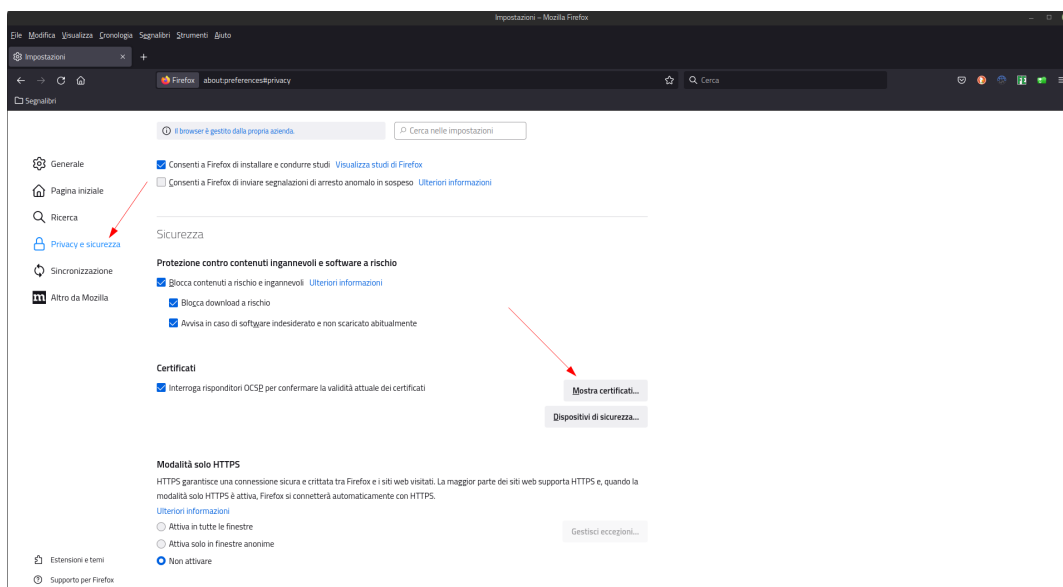 Impostazioni – Mozilla Firefox
File Modifica Visualizza Cronologia Segnalibri Strumenti Aiuto
Impostazioni
Firefox about:preferences#privacy
Cerca
Segnalibri
Il browser è gestito dalla propria azienda.
Cerca nelle impostazioni
Generale
Pagina iniziale
Ricerca
Privacy e sicurezza
Sincronizzazione
Altro da Mozilla
Consenti a Firefox di installare e condurre studi Visualizza studi di Firefox
Consenti a Firefox di inviare segnalazioni di arresto anomalo in sospeso Ulteriori informazioni
Sicurezza
Protezione contro contenuti ingannevoli e software a rischio
Blocca contenuti a rischio e ingannevoli Ulteriori informazioni
Blocca download a rischio
Avvisa in caso di software indesiderato e non scaricato abitualmente
Certificati
Interroga risponditori OCSP per confermare la validità attuale dei certificati
Mostra certificati...
Dispositivi di sicurezza...
Modalità solo HTTPS
HTTPS garantisce una connessione sicura e crittata tra Firefox e i siti web visitati. La maggior parte dei siti web supporta HTTPS e, quando la
modalità solo HTTPS è attiva, Firefox si connetterà automaticamente con HTTPS.
Ulteriori informazioni
Attiva in tutte le finestre
Gestisci eccezioni...
Attiva solo in finestre anonime
Non attivare
Estensioni e temi
Supporto per Firefox